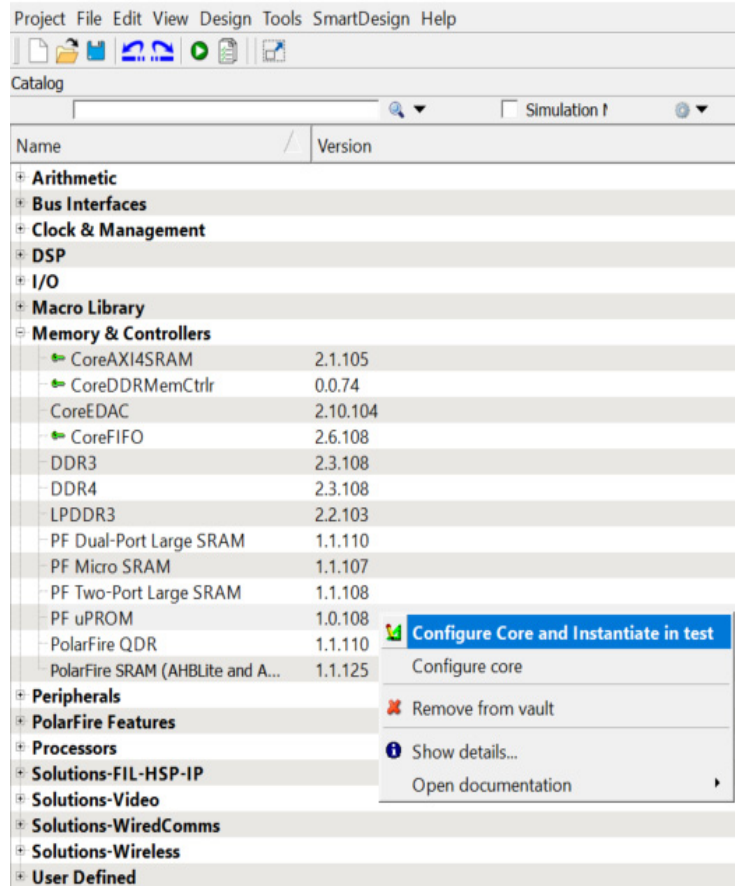 Project File Edit View Design Tools SmartDesign Help
Catalog
Simulation M
Name Version
Arithmetic
Bus Interfaces
Clock & Management
DSP
I/O
Macro Library
Memory & Controllers
CoreAXI4SRAM 2.1.105
CoreDDRMemCtrlr 0.0.74
CoreEDAC 2.10.104
CoreFIFO 2.6.108
DDR3 2.3.108
DDR4 2.3.108
LPDDR3 2.2.103
PF Dual-Port Large SRAM 1.1.110
PF Micro SRAM 1.1.107
PF Two-Port Large SRAM 1.1.108
PF uPROM 1.0.108
PolarFire QDR 1.1.110
PolarFire SRAM (AHBLite and A... 1.1.125
Peripherals
PolarFire Features
Processors
Solutions-FIL-HSP-IP
Solutions-Video
Solutions-WiredComms
Solutions-Wireless
User Defined
Configure Core and Instantiate in test
Configure core
Remove from vault
Show details...
Open documentation